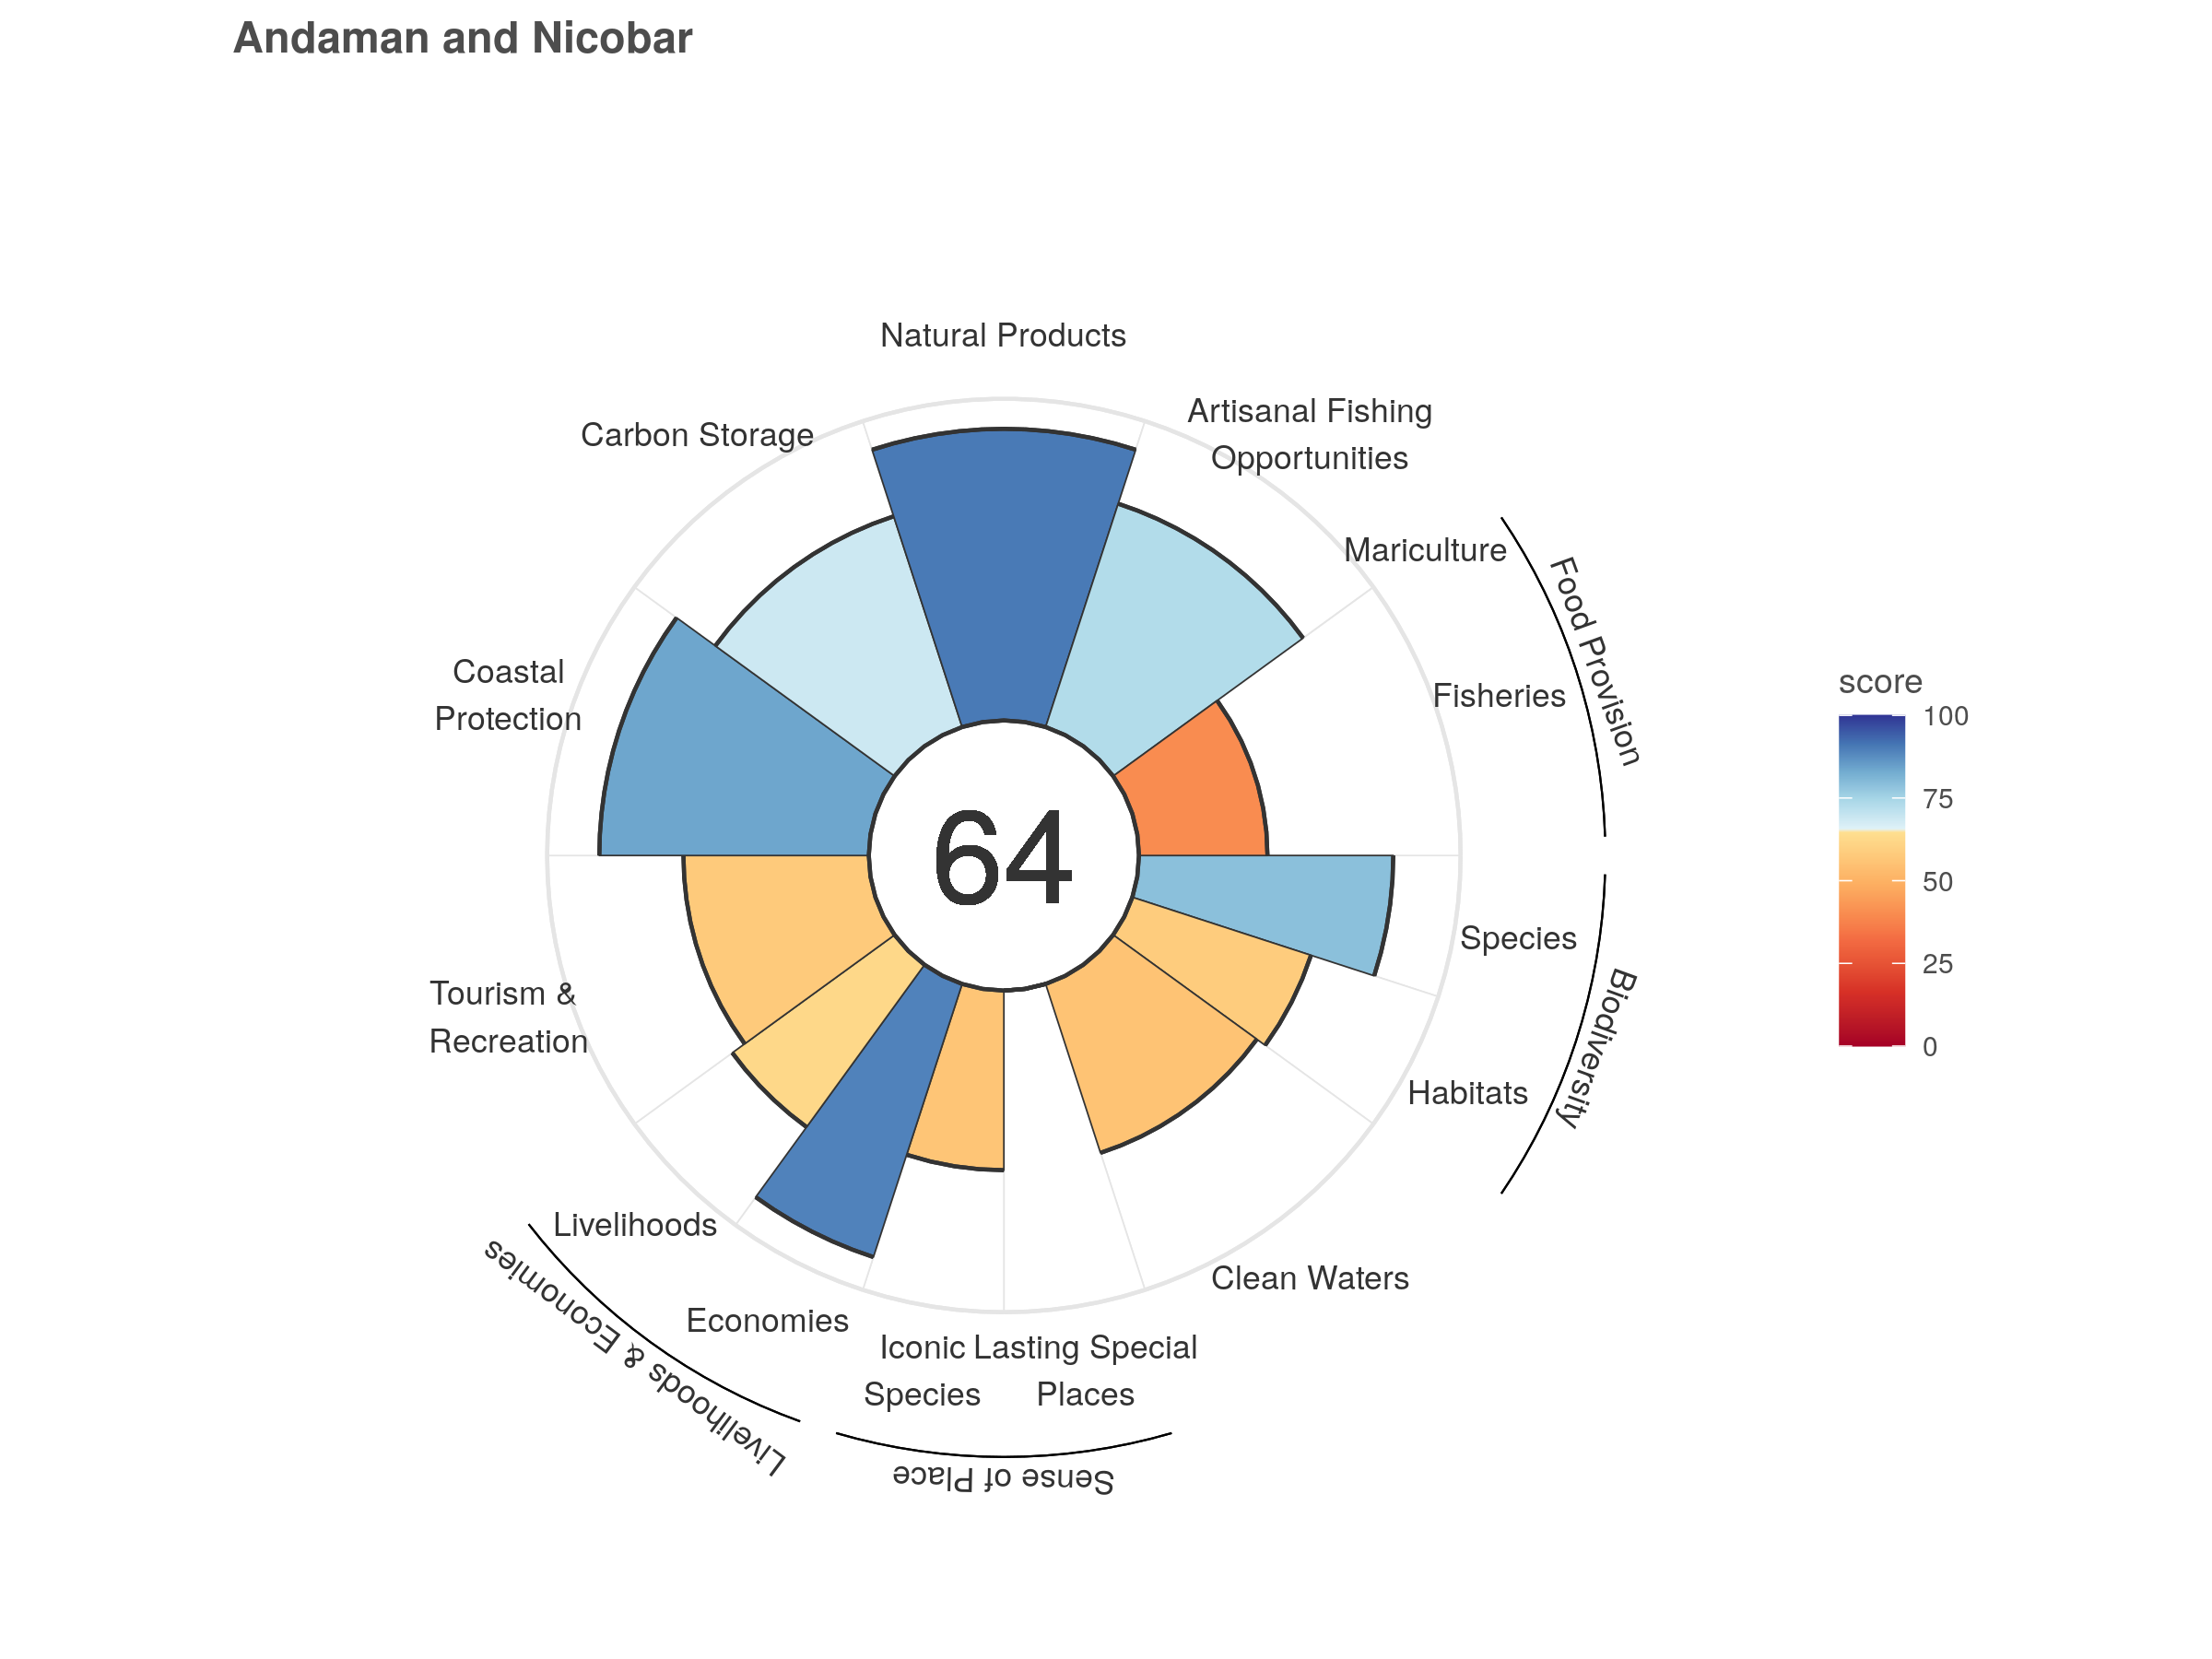 Andaman and Nicobar
Natural Products
Artisanal Fishing
Opportunities
Carbon Storage
Mariculture
Food Provision
Fisheries
Coastal
Protection
64
Species
Biodiversity
Tourism &
Recreation
Habitats
Livelihoods
Clean Waters
Economies
Livelihoods & Economies
Iconic
Species
Lasting Special
Places
Sense of Place
score
100
75
50
25
0